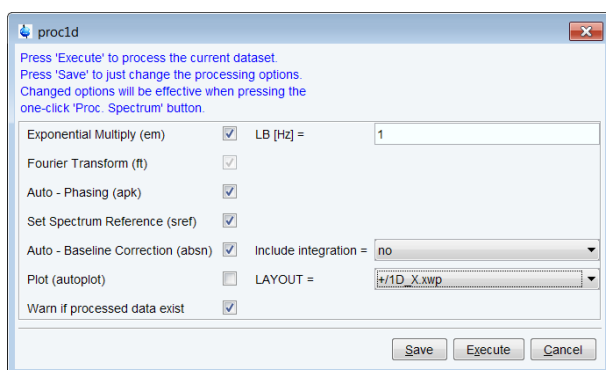 proc1d
Press 'Execute' to process the current dataset.
Press 'Save' to just change the processing options.
Changed options will be effective when pressing the
one-click 'Proc. Spectrum' button.
Exponential Multiply (em) LB [Hz] = 1
Fourier Transform (ft)
Auto - Phasing (apk)
Set Spectrum Reference (sref)
Auto - Baseline Correction (absn) Include integration = no
Plot (autoplot) LAYOUT = +/1D_X.xwp
Warn if processed data exist
Save Execute Cancel